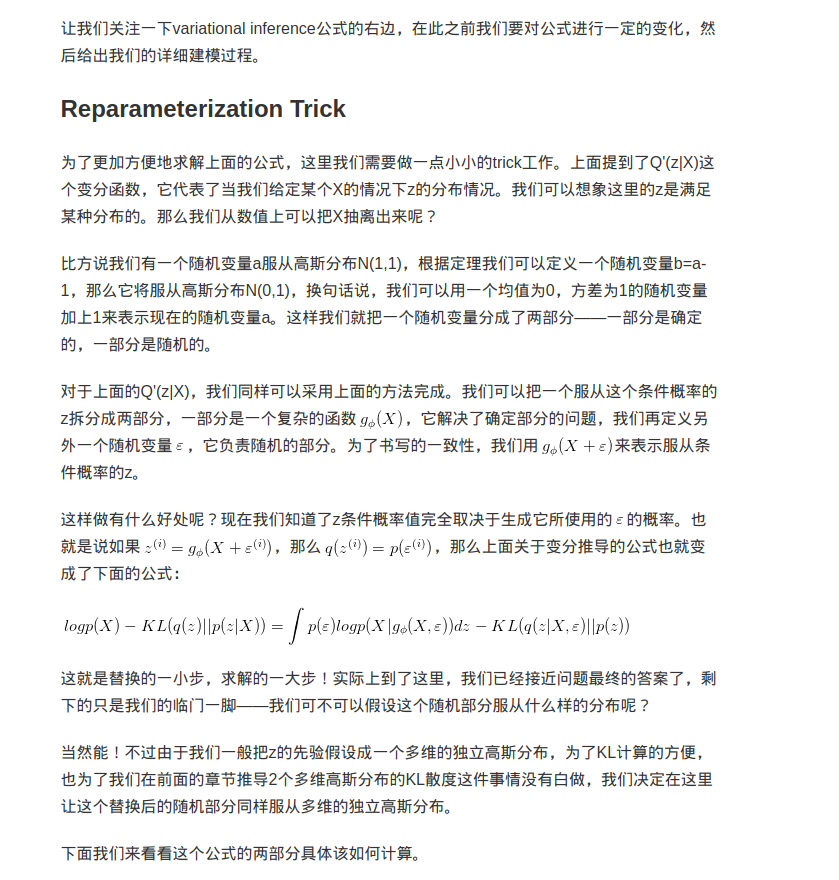 让我们关注一下variational inference公式的右边，在此之前我们要对公式进行一定的变化，然
后给出我们的详细建模过程。
Reparameterization Trick
为了更加方便地求解上面的公式，这里我们需要做一点小小的trick工作。上面提到了Q'(z|X)这
个变分函数，它代表了当我们给定某个X的情况下z的分布情况。我们可以想象这里的z是满足
某种分布的。那么我们从数值上可以把X抽离出来呢？
比方说我们有一个随机变量a服从高斯分布N(1,1)，根据定理我们可以定义一个随机变量b=a-
1，那么它将服从高斯分布N(0,1)，换句话说，我们可以用一个均值为0，方差为1的随机变量
加上1来表示现在的随机变量a。这样我们就把一个随机变量分成了两部分——一部分是确定
的，一部分是随机的。
对于上面的Q'(z|X)，我们同样可以采用上面的方法完成。我们可以把一个服从这个条件概率的
z拆分成两部分，一部分是一个复杂的函数 g_ϕ(X)，它解决了确定部分的问题，我们再定义另
外一个随机变量 ε，它负责随机的部分。为了书写的一致性，我们用 g_ϕ(X + ε)来表示服从条
件概率的z。
这样做有什么好处呢？现在我们知道了z条件概率值完全取决于生成它所使用的 ε 的概率。也
就是说如果 z^(i) = g_ϕ(X + ε^(i))，那么 q(z^(i)) = p(ε^(i))，那么上面关于变分推导的公式也就变
成了下面的公式：
logp(X) − KL(q(z)||p(z|X)) = ∫ p(ε)logp(X|g_ϕ(X, ε))dz − KL(q(z|X, ε)||p(z))
这就是替换的一小步，求解的一大步！实际上到了这里，我们已经接近问题最终的答案了，剩
下的只是我们的临门一脚——我们可不可以假设这个随机部分服从什么样的分布呢？
当然能！不过由于我们一般把z的先验假设成一个多维的独立高斯分布，为了KL计算的方便，
也为了我们在前面的章节推导2个多维高斯分布的KL散度这件事情没有白做，我们决定在这里
让这个替换后的随机部分同样服从多维的独立高斯分布。
下面我们来看看这个公式的两部分具体该如何计算。